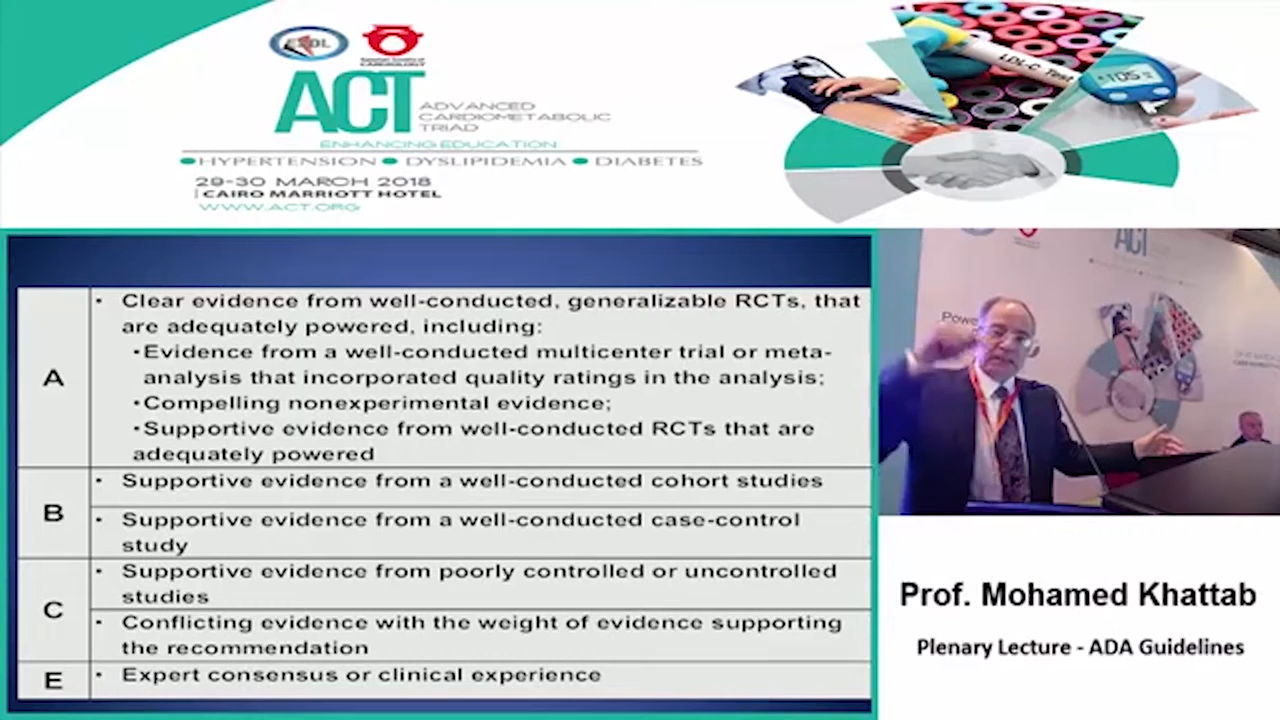 ACT
ADVANCED
CARDIOMETABOLIC
TRIAD
ENHANCING EDUCATION
●HYPERTENSION ● DYSLIPIDEMIA ● DIABETES
29-30 MARCH 2018
CAIRO MARRIOTT HOTEL
WWW.ACT.ORG
LDL-C Test
105
A
• Clear evidence from well-conducted, generalizable RCTs, that
are adequately powered, including:
•Evidence from a well-conducted multicenter trial or meta-
analysis that incorporated quality ratings in the analysis;
•Compelling nonexperimental evidence;
•Supportive evidence from well-conducted RCTs that are
adequately powered
B
• Supportive evidence from a well-conducted cohort studies
• Supportive evidence from a well-conducted case-control
study
C
• Supportive evidence from poorly controlled or uncontrolled
studies
• Conflicting evidence with the weight of evidence supporting
the recommendation
E
• Expert consensus or clinical experience
ACT
Prof. Mohamed Khattab
Plenary Lecture - ADA Guidelines